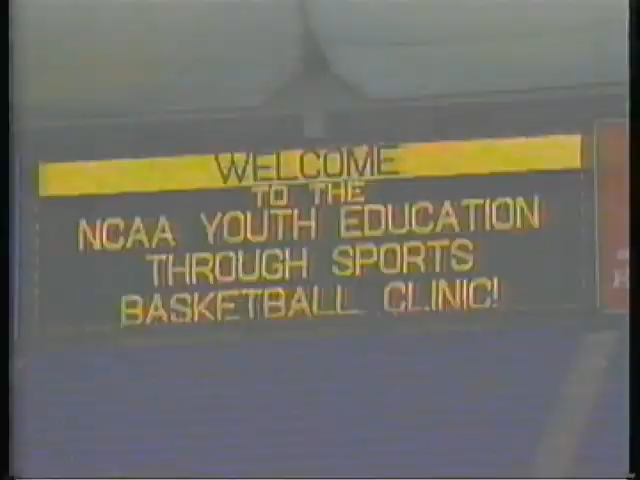 WELCOME
TO THE
NCAA YOUTH EDUCATION
THROUGH SPORTS
BASKETBALL CLINIC!